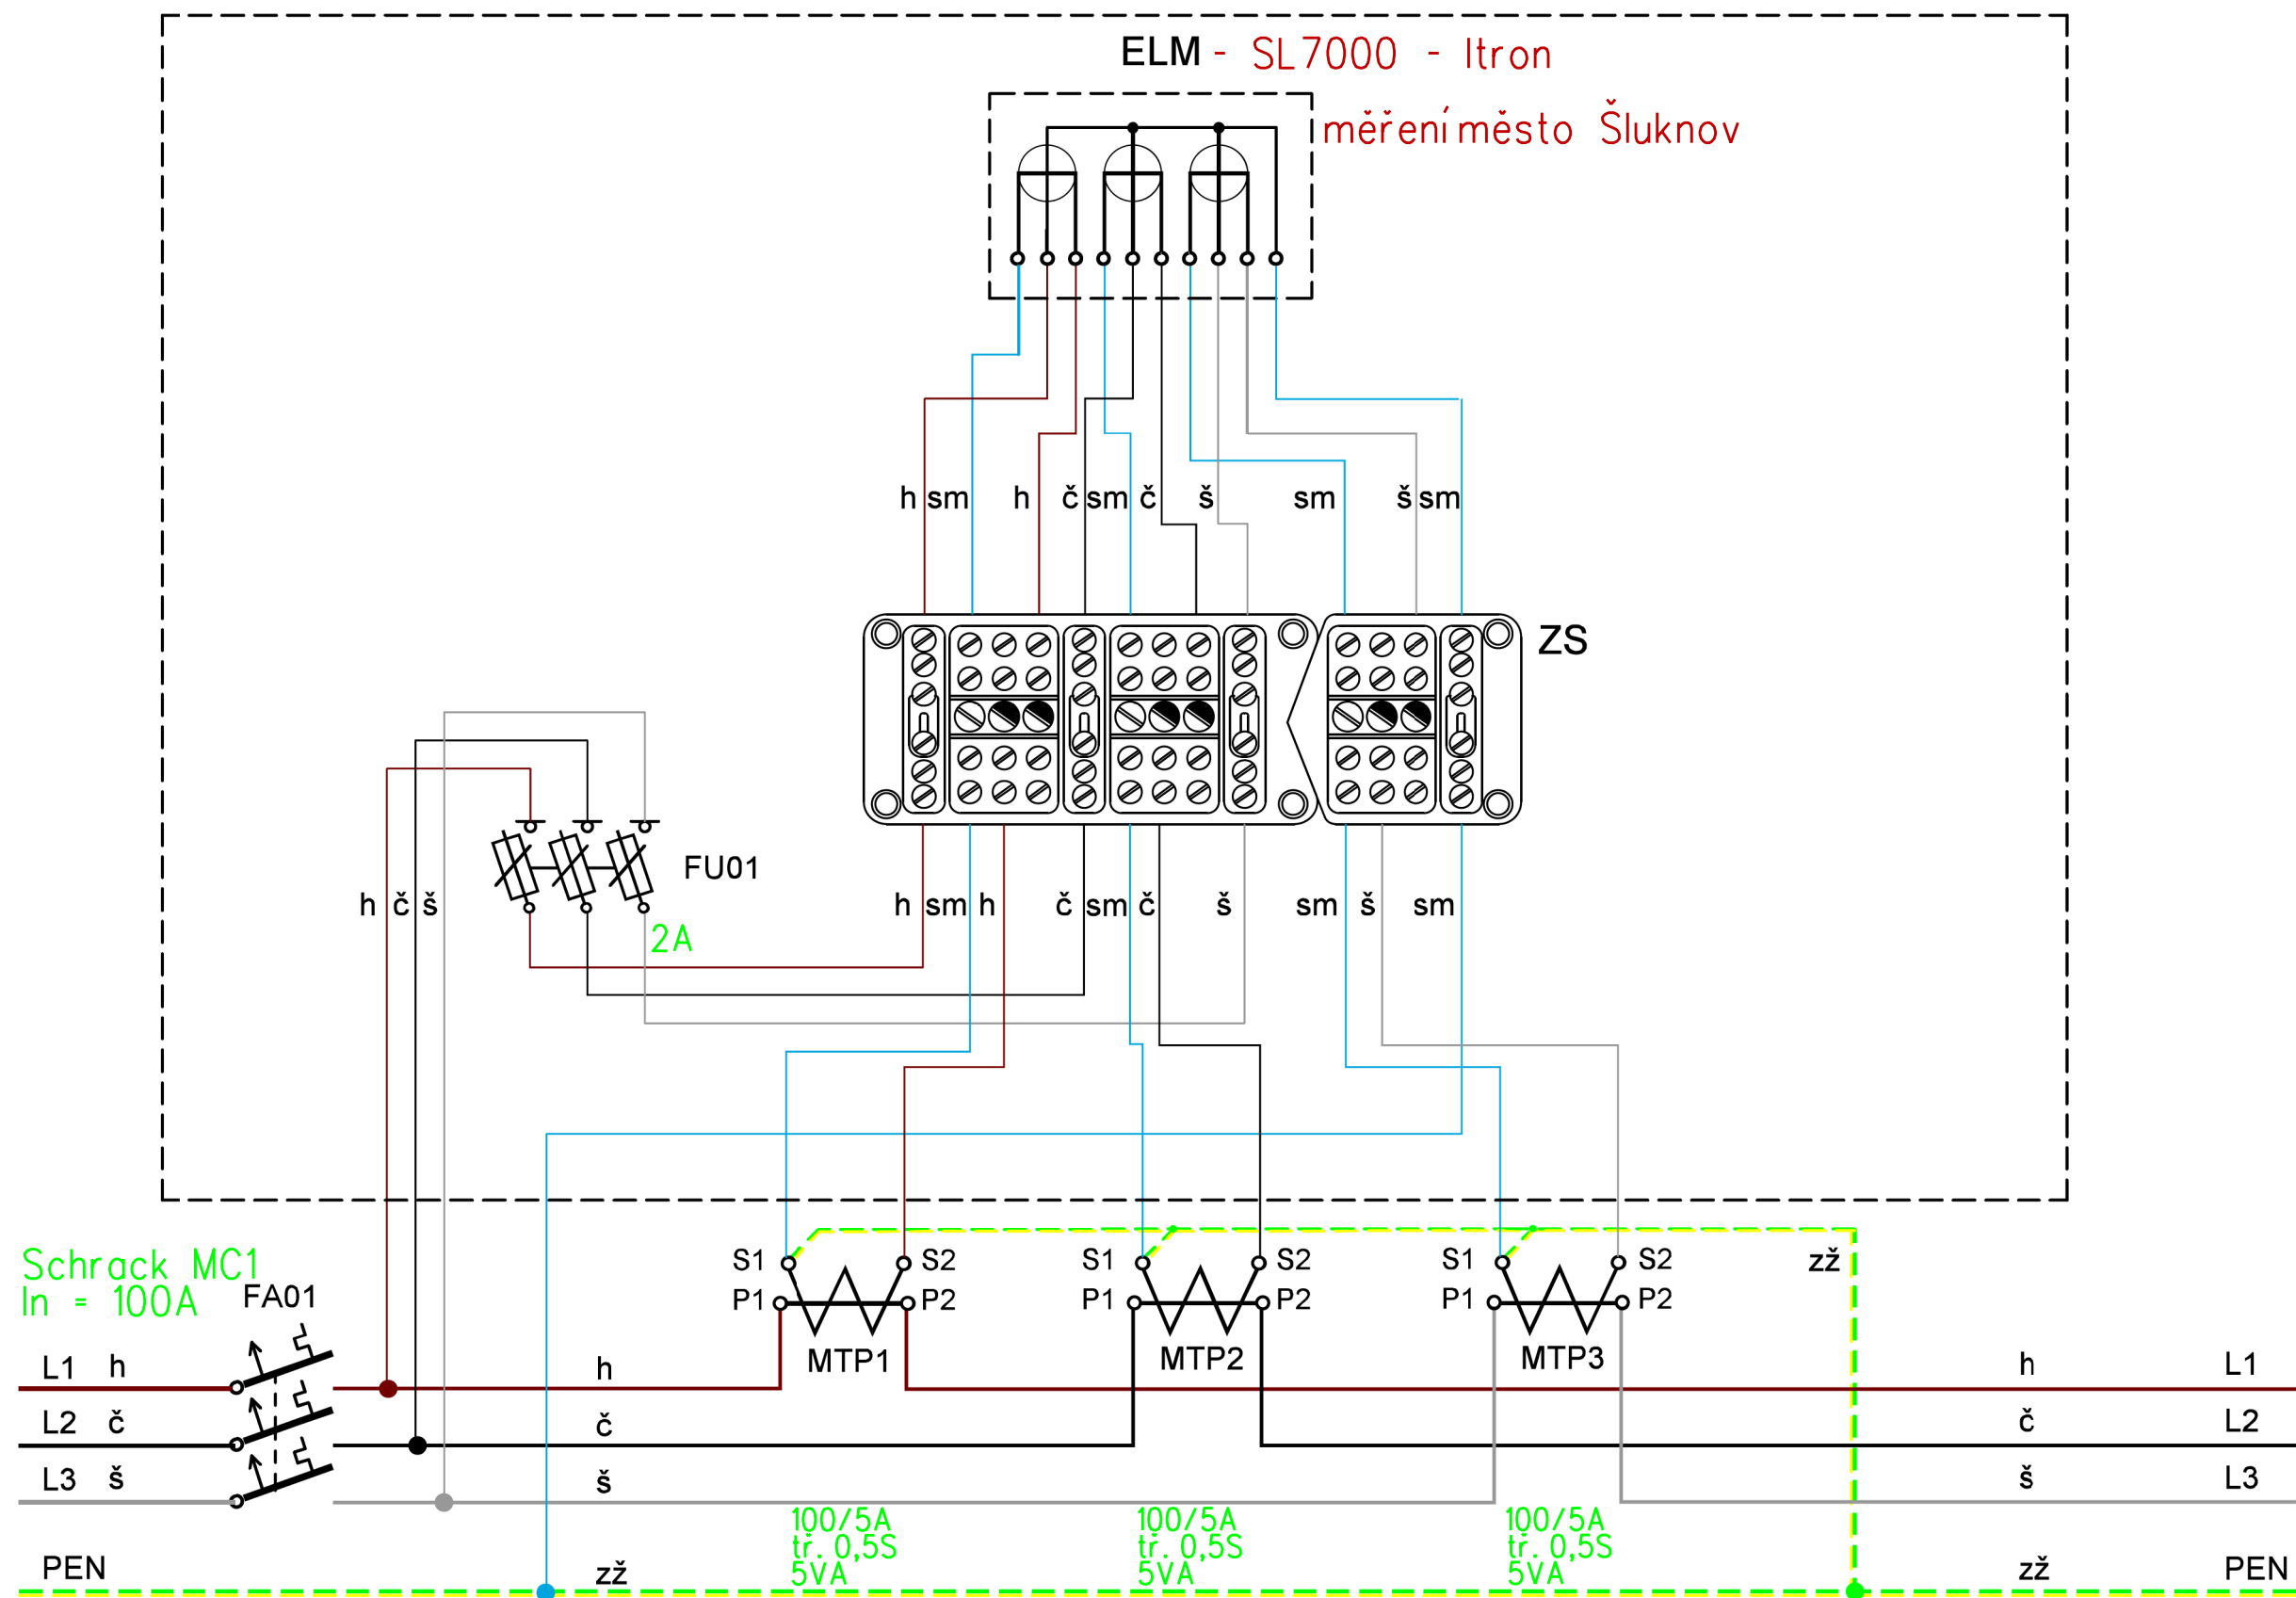 ELM - SL7000 - Itron
měření město Šluknov
h sm h č sm č š sm š sm
ZS
FU01
h č š
h sm h č sm č š sm š sm
2A
Schrack MC1
In = 100A
FA01
S1 S2 S1 S2 S1 S2
zž
P1 P2 P1 P2 P1 P2
MTP1 MTP2 MTP3
L1 h h h L1
L2 č č č L2
L3 š š š L3
100/5A 100/5A 100/5A
tř. 0,5S tř. 0,5S tř. 0,5S
5VA 5VA 5VA
PEN zž zž PEN